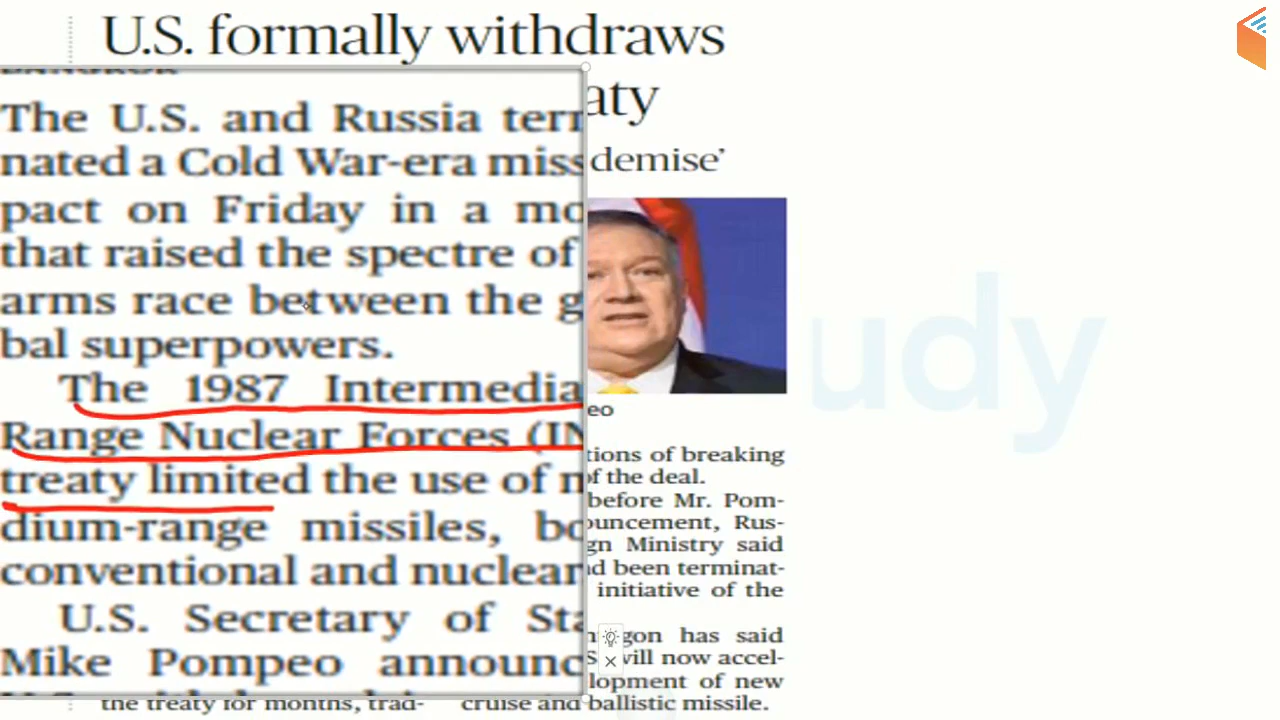 U.S. formally withdraws
aty
demise’
The U.S. and Russia ter
nated a Cold War-era miss
pact on Friday in a mo
that raised the spectre of
arms race between the g
bal superpowers.
The 1987 Intermedia
Range Nuclear Forces (IN
treaty limited the use of m
dium-range missiles, bo
conventional and nuclear
U.S. Secretary of Sta
Mike Pompeo announc
the treaty for months, trad-
eo
tions of breaking
of the deal.
before Mr. Pom-
ouncement, Rus-
gn Ministry said
d been terminat-
initiative of the
gon has said
S will now accel-
lopment of new
cruise and ballistic missile.
udy